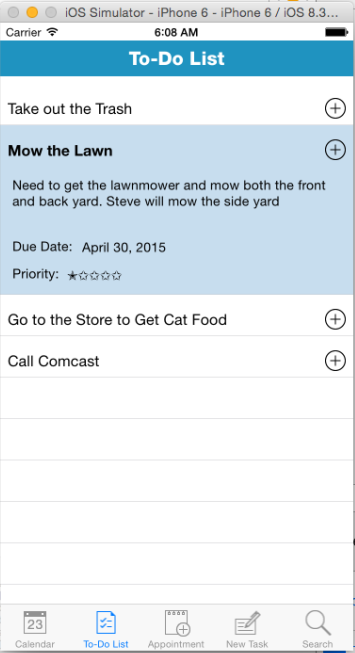 iOS Simulator - iPhone 6 - iPhone 6 / iOS 8.3...
Carrer 6:08 AM
To-Do List
Take out the Trash
Mow the Lawn
Need to get the lawnmower and mow both the front
and back yard. Steve will mow the side yard
Due Date: April 30, 2015
Priority: ★☆☆☆☆
Go to the Store to Get Cat Food
Call Comcast
23
Calendar To-Do List Appointment New Task Search